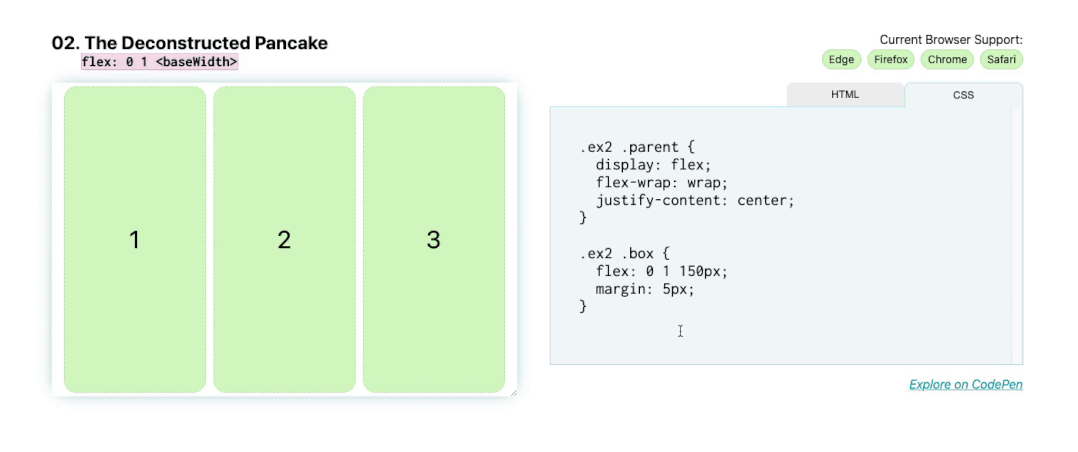 02. The Deconstructed Pancake
flex: 0 1 <baseWidth>
1
2
3
Current Browser Support:
Edge Firefox Chrome Safari
HTML CSS
.ex2 .parent {
  display: flex;
  flex-wrap: wrap;
  justify-content: center;
}
.ex2 .box {
  flex: 0 1 150px;
  margin: 5px;
}
Explore on CodePen